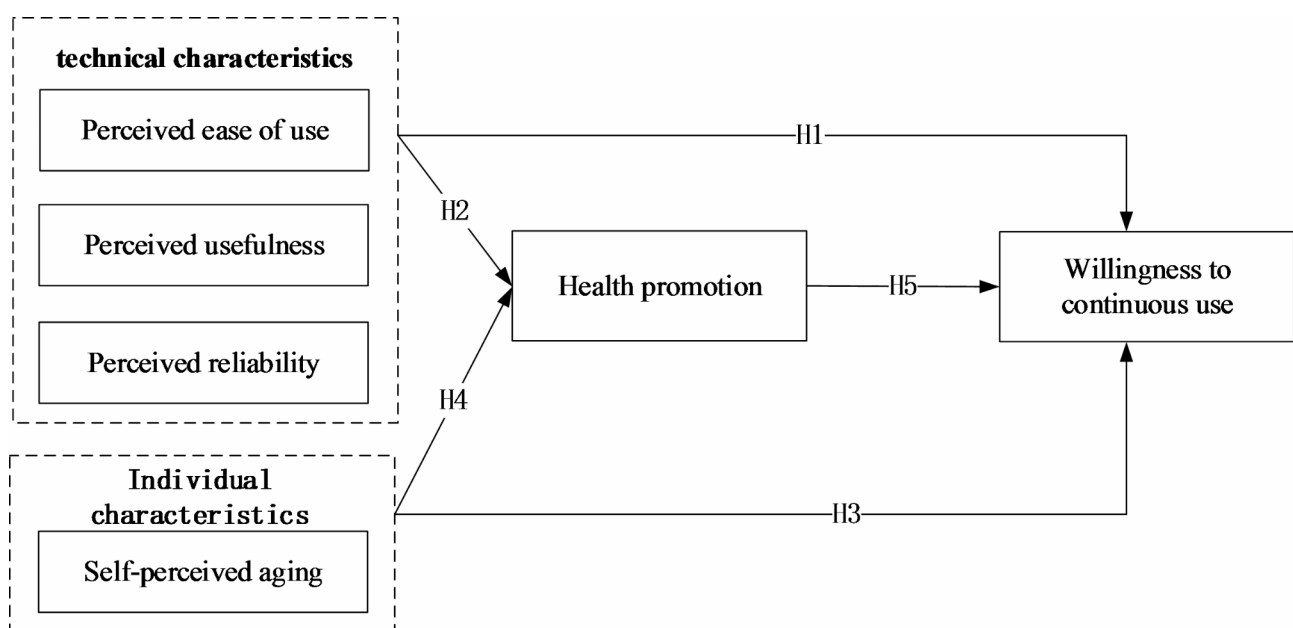 technical characteristics
Perceived ease of use
Perceived usefulness
Perceived reliability
H1
H2
Health promotion
H5
Willingness to
continuous use
H4
Individual
characteristics
Self-perceived aging
H3